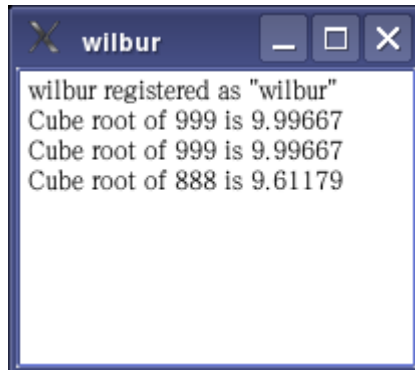 wilbur
wilbur registered as "wilbur"
Cube root of 999 is 9.99667
Cube root of 999 is 9.99667
Cube root of 888 is 9.61179